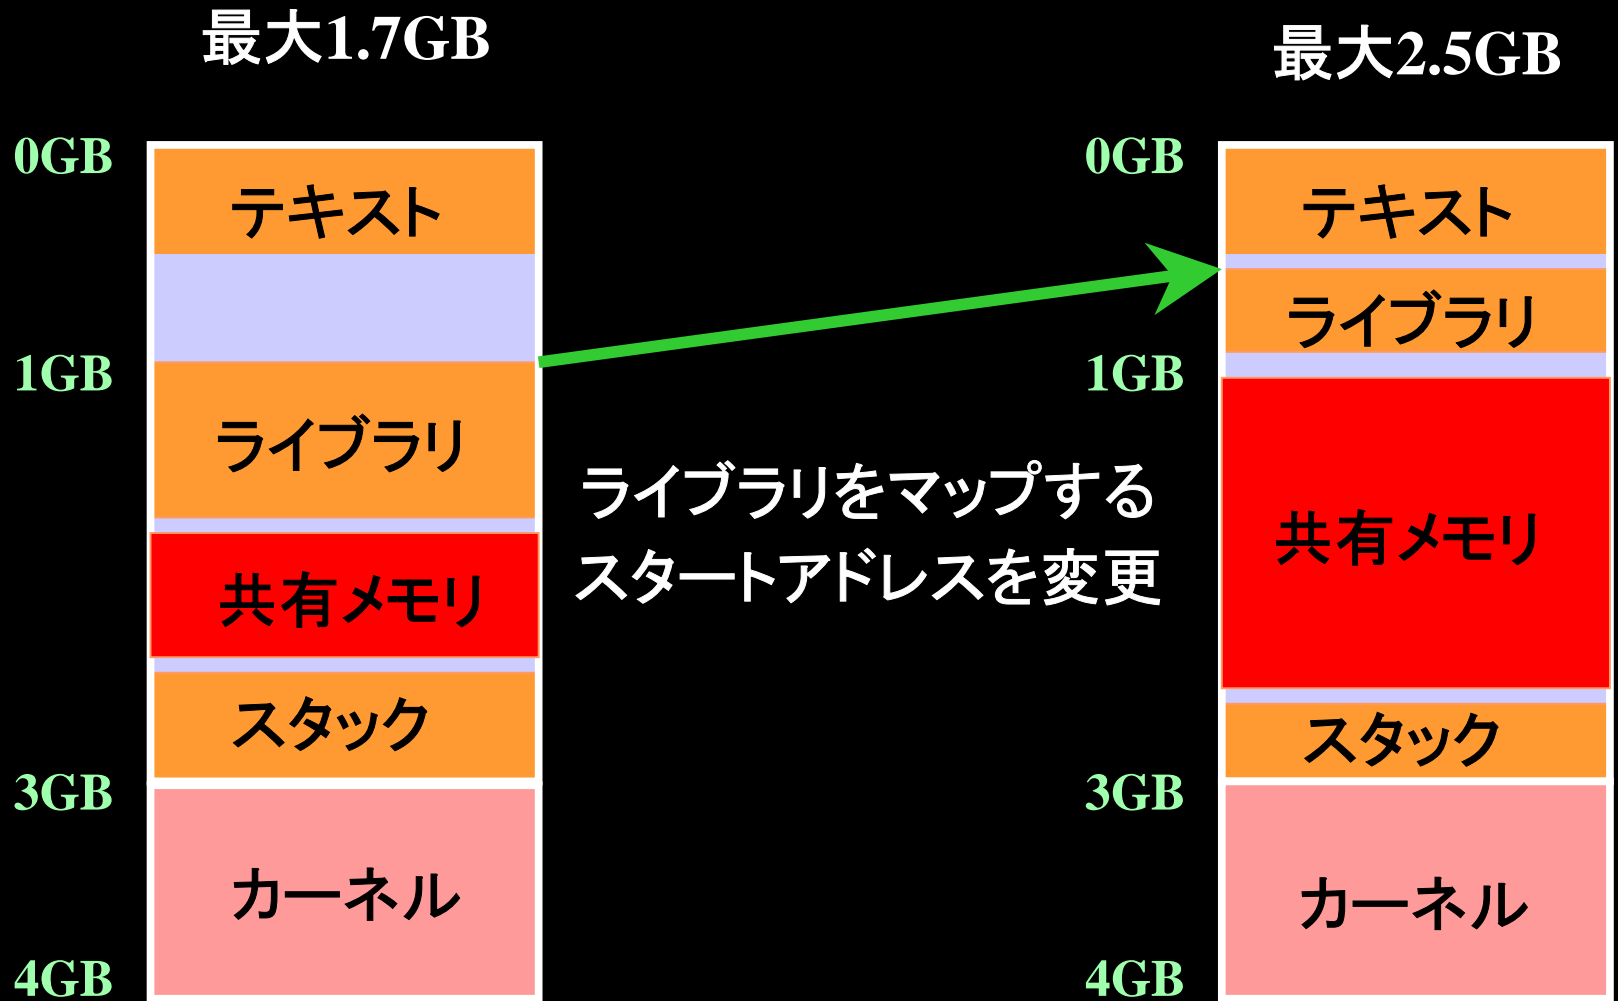 最大1.7GB
0GB
テキスト
1GB
ライブラリ
共有メモリ
スタック
3GB
カーネル
4GB
ライブラリをマップする
スタートアドレスを変更
最大2.5GB
0GB
テキスト
ライブラリ
1GB
共有メモリ
スタック
3GB
カーネル
4GB